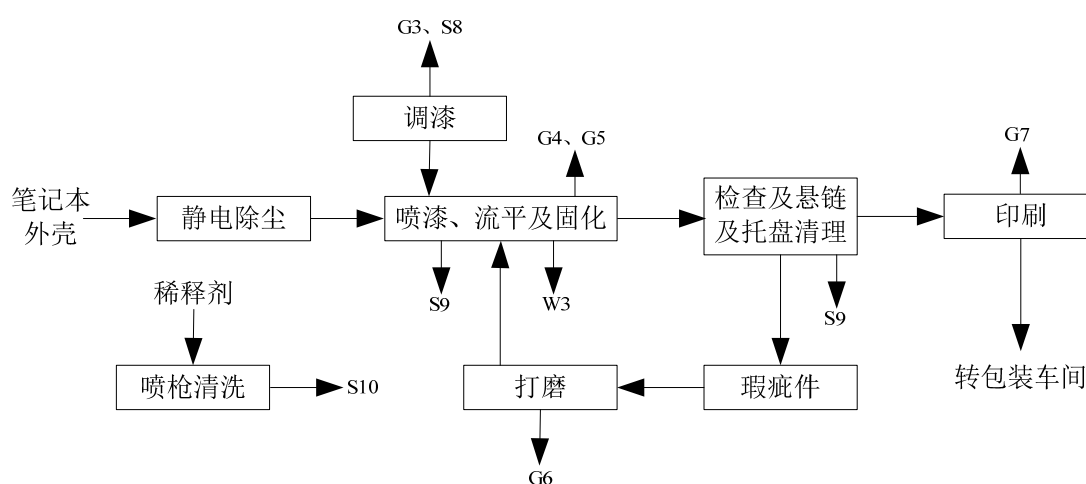 G3、S8
调漆
G4、G5
G7
笔记本
外壳
静电除尘
喷漆、流平及固化
检查及悬链
及托盘清理
印刷
稀释剂
S9
W3
S9
喷枪清洗
S10
打磨
瑕疵件
转包装车间
G6